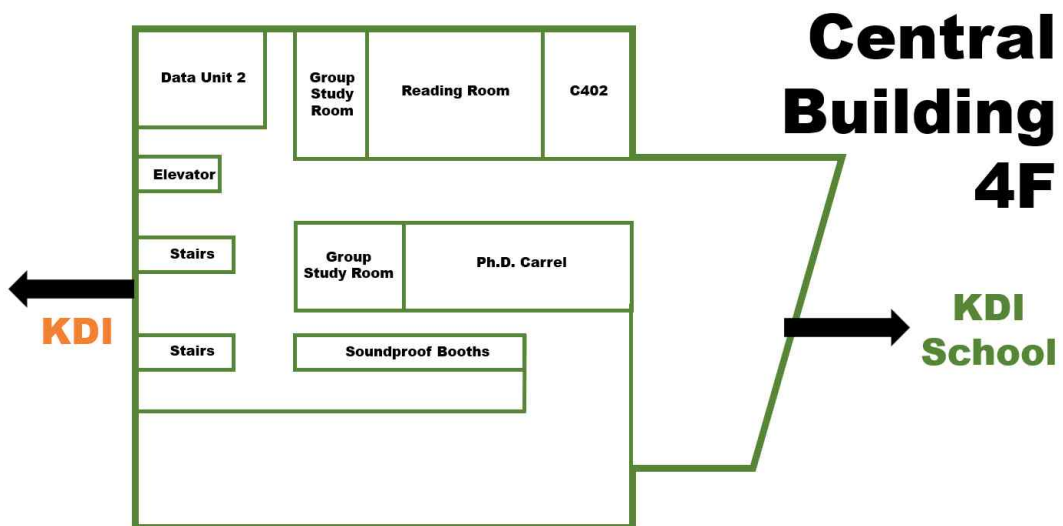 Central
Building
4F
Data Unit 2
Group
Study
Room
Reading Room
C402
Elevator
Stairs
Group
Study Room
Ph.D. Carrel
KDI
KDI
School
Stairs
Soundproof Booths